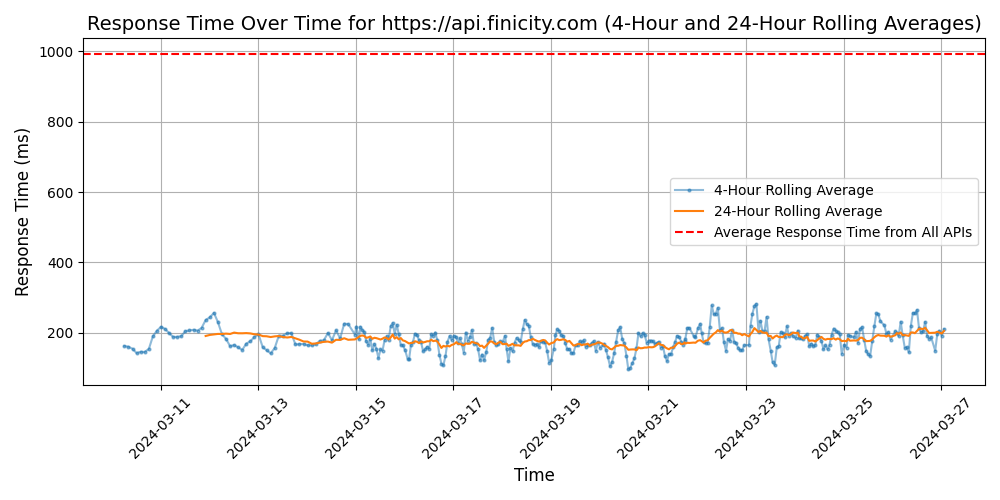 Response Time Over Time for https://api.finicity.com (4-Hour and 24-Hour Rolling Averages)
1000
800
600
400
200
Response Time (ms)
4-Hour Rolling Average
24-Hour Rolling Average
Average Response Time from All APIs
2024-03-11
2024-03-13
2024-03-15
2024-03-17
2024-03-19
2024-03-21
2024-03-23
2024-03-25
2024-03-27
Time